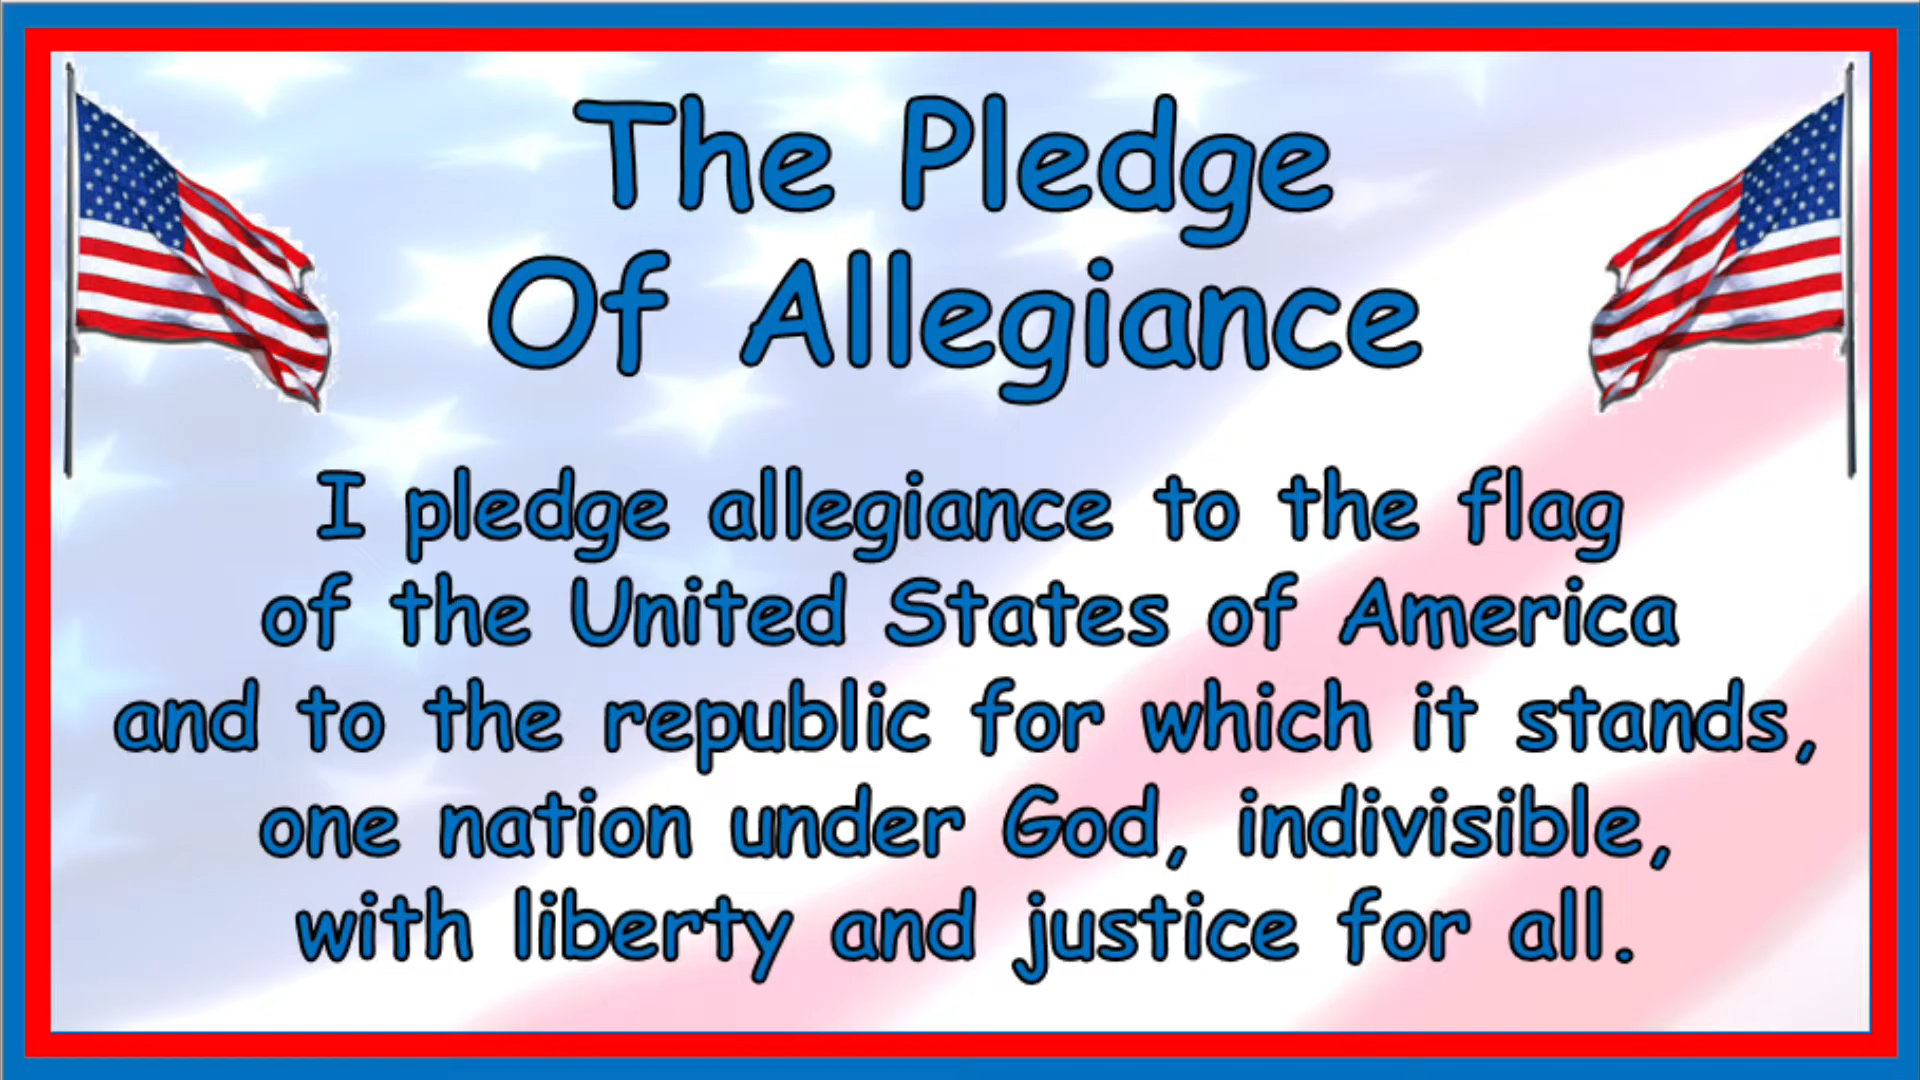 The Pledge
Of Allegiance
I pledge allegiance to the flag
of the United States of America
and to the republic for which it stands,
one nation under God, indivisible,
with liberty and justice for all.